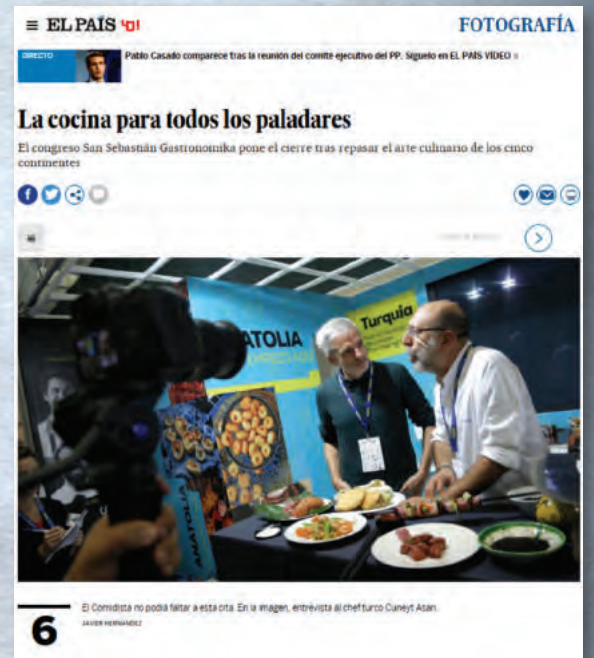 EL PAÍS
FOTOGRAFÍA
DIRECTO
Pablo Casado comparece tras la reunión del comité ejecutivo del PP. Síguelo en EL PAÍS VÍDEO
La cocina para todos los paladares
El congreso San Sebastián Gastronomika pone el cierre tras repasar el arte culinario de los cinco
continentes
ANATOLIA
Turquía
ANATOLIA
6
El Comidista no podía faltar a esta cita. En la imagen, entrevista al chef turco Cuneyt Asan.
JAVIER HERNÁNDEZ